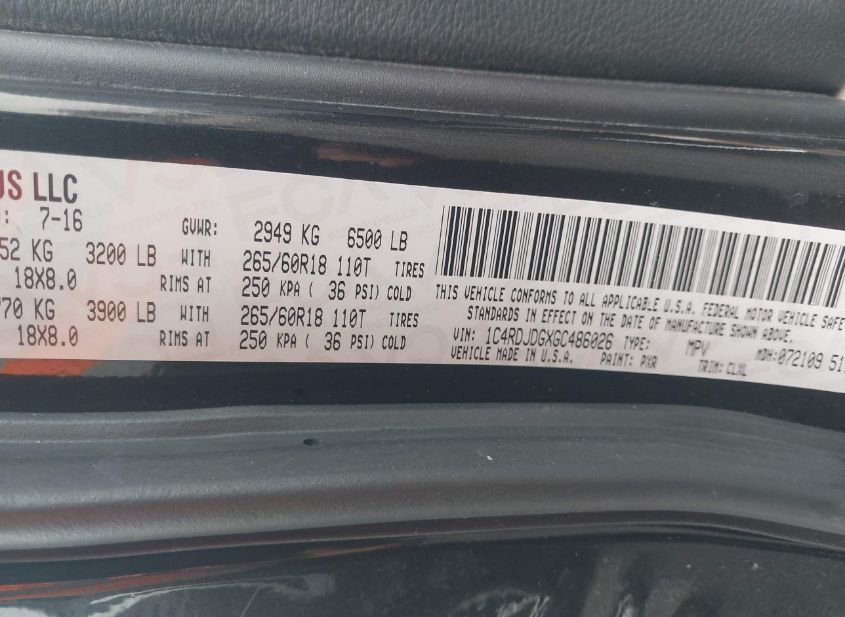 US LLC
7-16 GVWR: 2949 KG 6500 LB
52 KG 3200 LB WITH 265/60R18 110T TIRES
18X8.0 RIMS AT 250 KPA ( 36 PSI) COLD
70 KG 3900 LB WITH 265/60R18 110T TIRES
18X8.0 RIMS AT 250 KPA ( 36 PSI) COLD
THIS VEHICLE CONFORMS TO ALL APPLICABLE U.S.A. FEDERAL MOTOR VEHICLE SAFE
STANDARDS IN EFFECT ON THE DATE OF MANUFACTURE SHOWN ABOVE.
VIN: 1C4RDJDGXGC486026 TYPE: MPV MDH:072109 51
VEHICLE MADE IN U.S.A. PAINT: PXR TRIM: CLXL